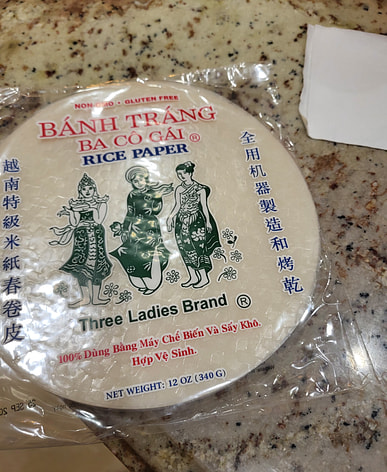 NON-GMO • GLUTEN FREE
BÁNH TRÁNG
BA CÔ GÁI ®
RICE PAPER
越南特級米紙春卷皮
全用机器製造和烤乾
Three Ladies Brand ®
100% Dùng Bằng Máy Chế Biến Và Sấy Khô.
Hợp Vệ Sinh.
NET WEIGHT: 12 OZ (340 G)
SEP